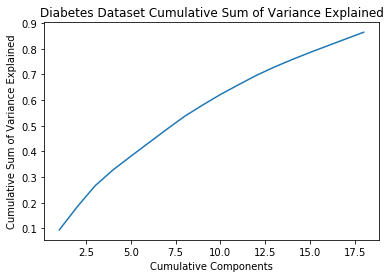 Diabetes Dataset Cumulative Sum of Variance Explained
Cumulative Sum of Variance Explained
0.9
0.8
0.7
0.6
0.5
0.4
0.3
0.2
0.1
2.5 5.0 7.5 10.0 12.5 15.0 17.5
Cumulative Components